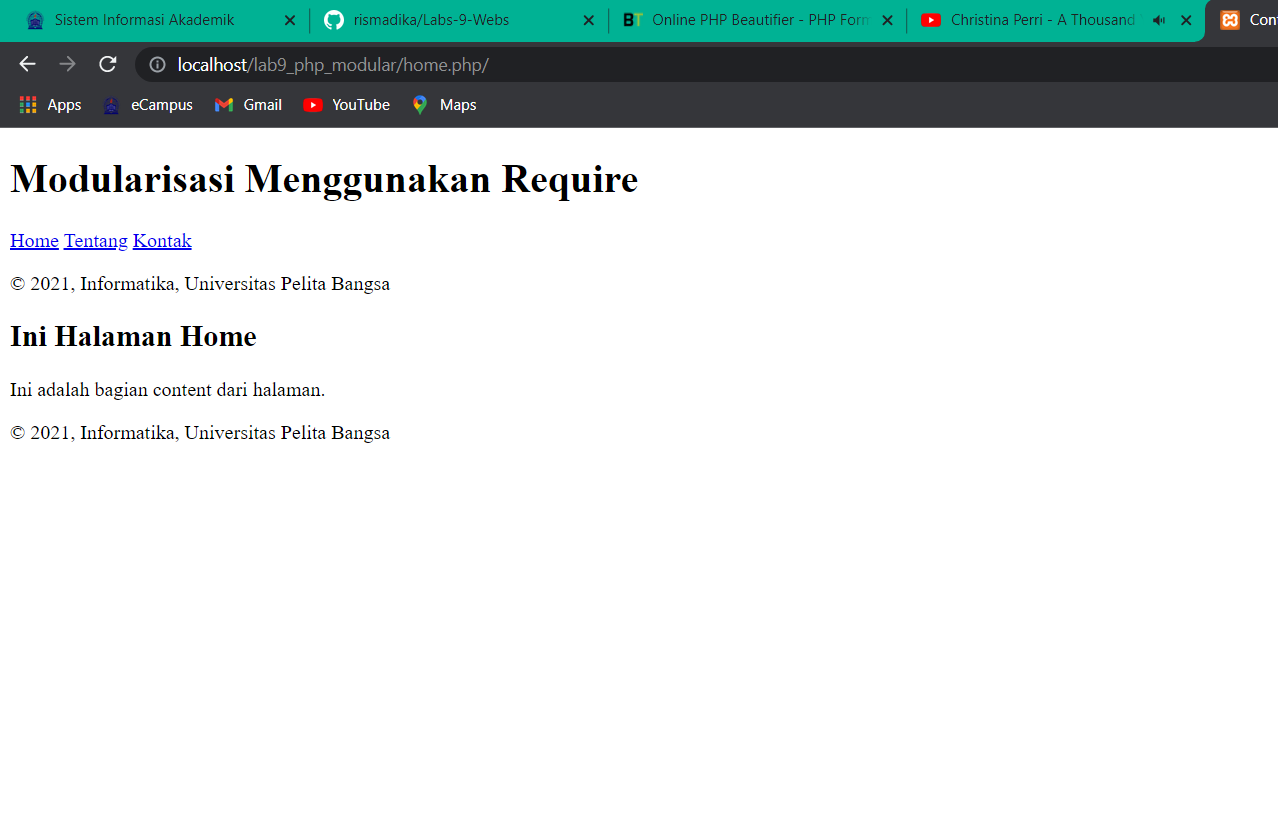 Sistem Informasi Akademik
rismadika/Labs-9-Webs
BT Online PHP Beautifier - PHP Form
Christina Perri - A Thousand
Con
localhost/lab9_php_modular/home.php/
Apps eCampus Gmail YouTube Maps
Modularisasi Menggunakan Require
Home Tentang Kontak
© 2021, Informatika, Universitas Pelita Bangsa
Ini Halaman Home
Ini adalah bagian content dari halaman.
© 2021, Informatika, Universitas Pelita Bangsa